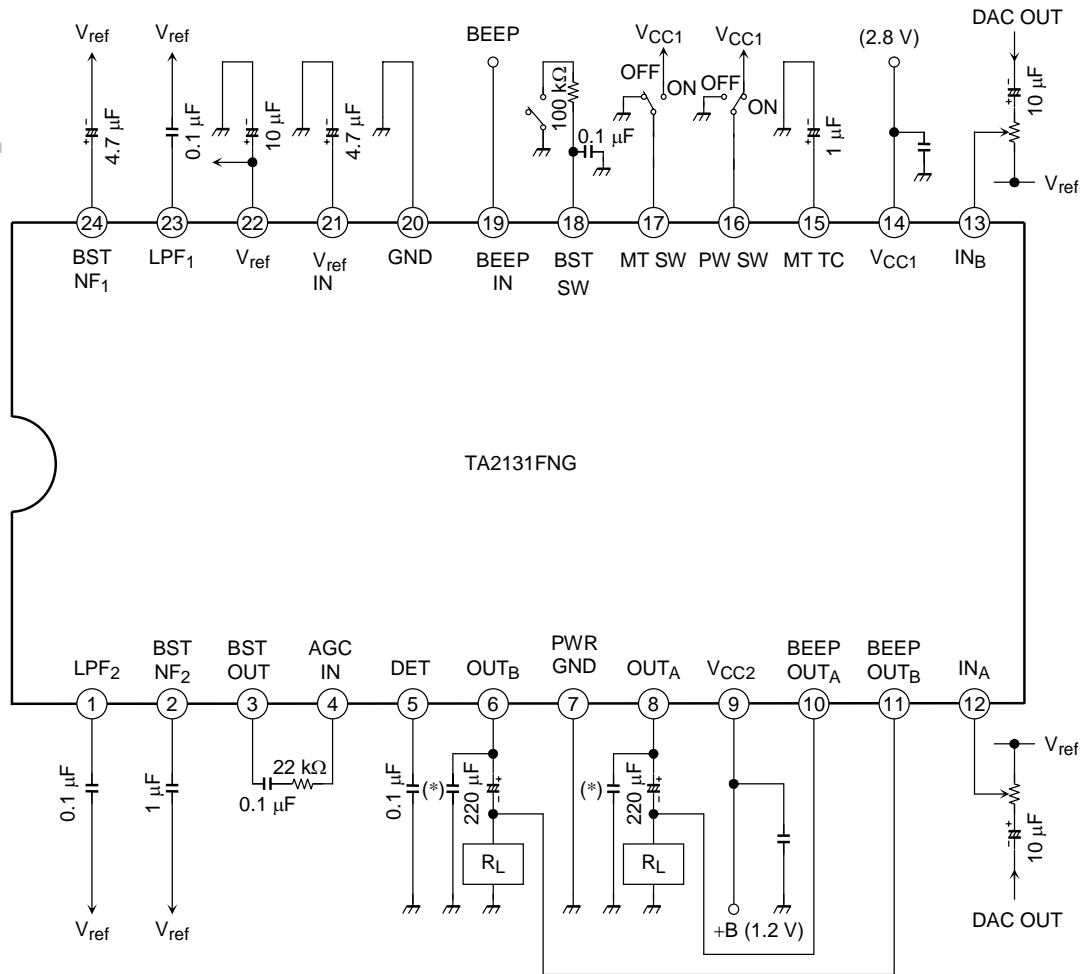 DAC OUT
Vref
Vref
BEEP
VCC1
VCC1
(2.8 V)
OFF
ON
OFF
ON
+ -
4.7 μF
0.1 μF
+ -
10 μF
+ -
4.7 μF
100 kΩ
0.1 μF
+ -
1 μF
- +
10 μF
Vref
24
23
22
21
20
19
18
17
16
15
14
13
BST NF1
LPF1
Vref
Vref IN
GND
BEEP IN
BST SW
MT SW
PW SW
MT TC
VCC1
INB
TA2131FNG
LPF2
BST NF2
BST OUT
AGC IN
DET
OUTB
PWR GND
OUTA
VCC2
BEEP OUTA
BEEP OUTB
INA
1
2
3
4
5
6
7
8
9
10
11
12
0.1 μF
1 μF
22 kΩ
0.1 μF
0.1 μF
(*)
220 μF
- +
(*)
220 μF
- +
Vref
- +
10 μF
RL
RL
Vref
Vref
+B (1.2 V)
DAC OUT